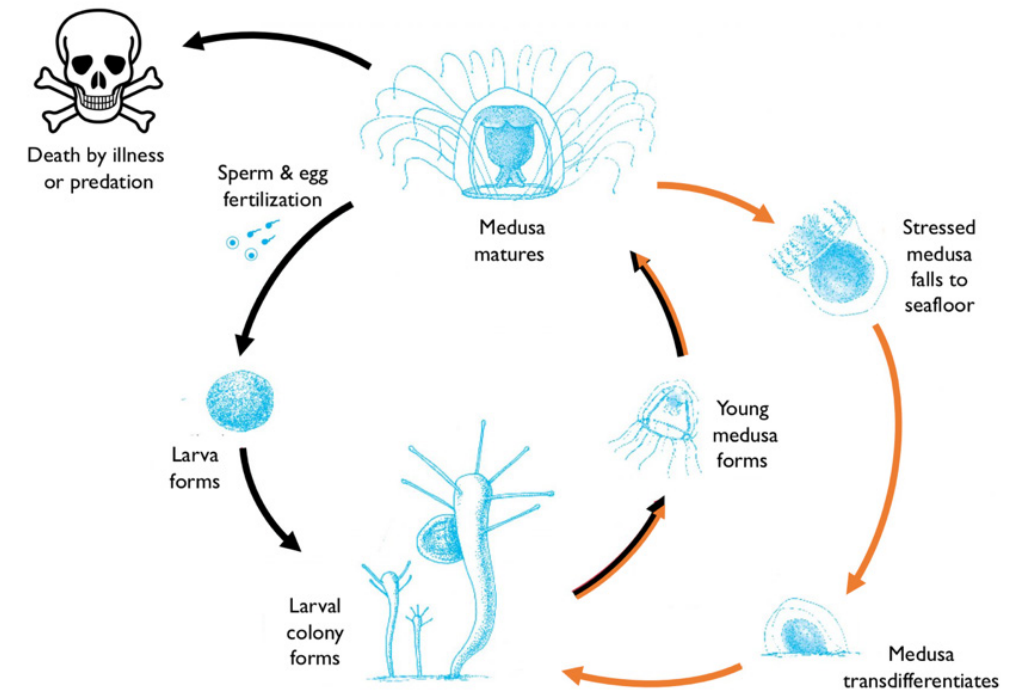 Death by illness
or predation
Sperm & egg
fertilization
Medusa
matures
Stressed
medusa
falls to
seafloor
Larva
forms
Young
medusa
forms
Larval
colony
forms
Medusa
transdifferentiates